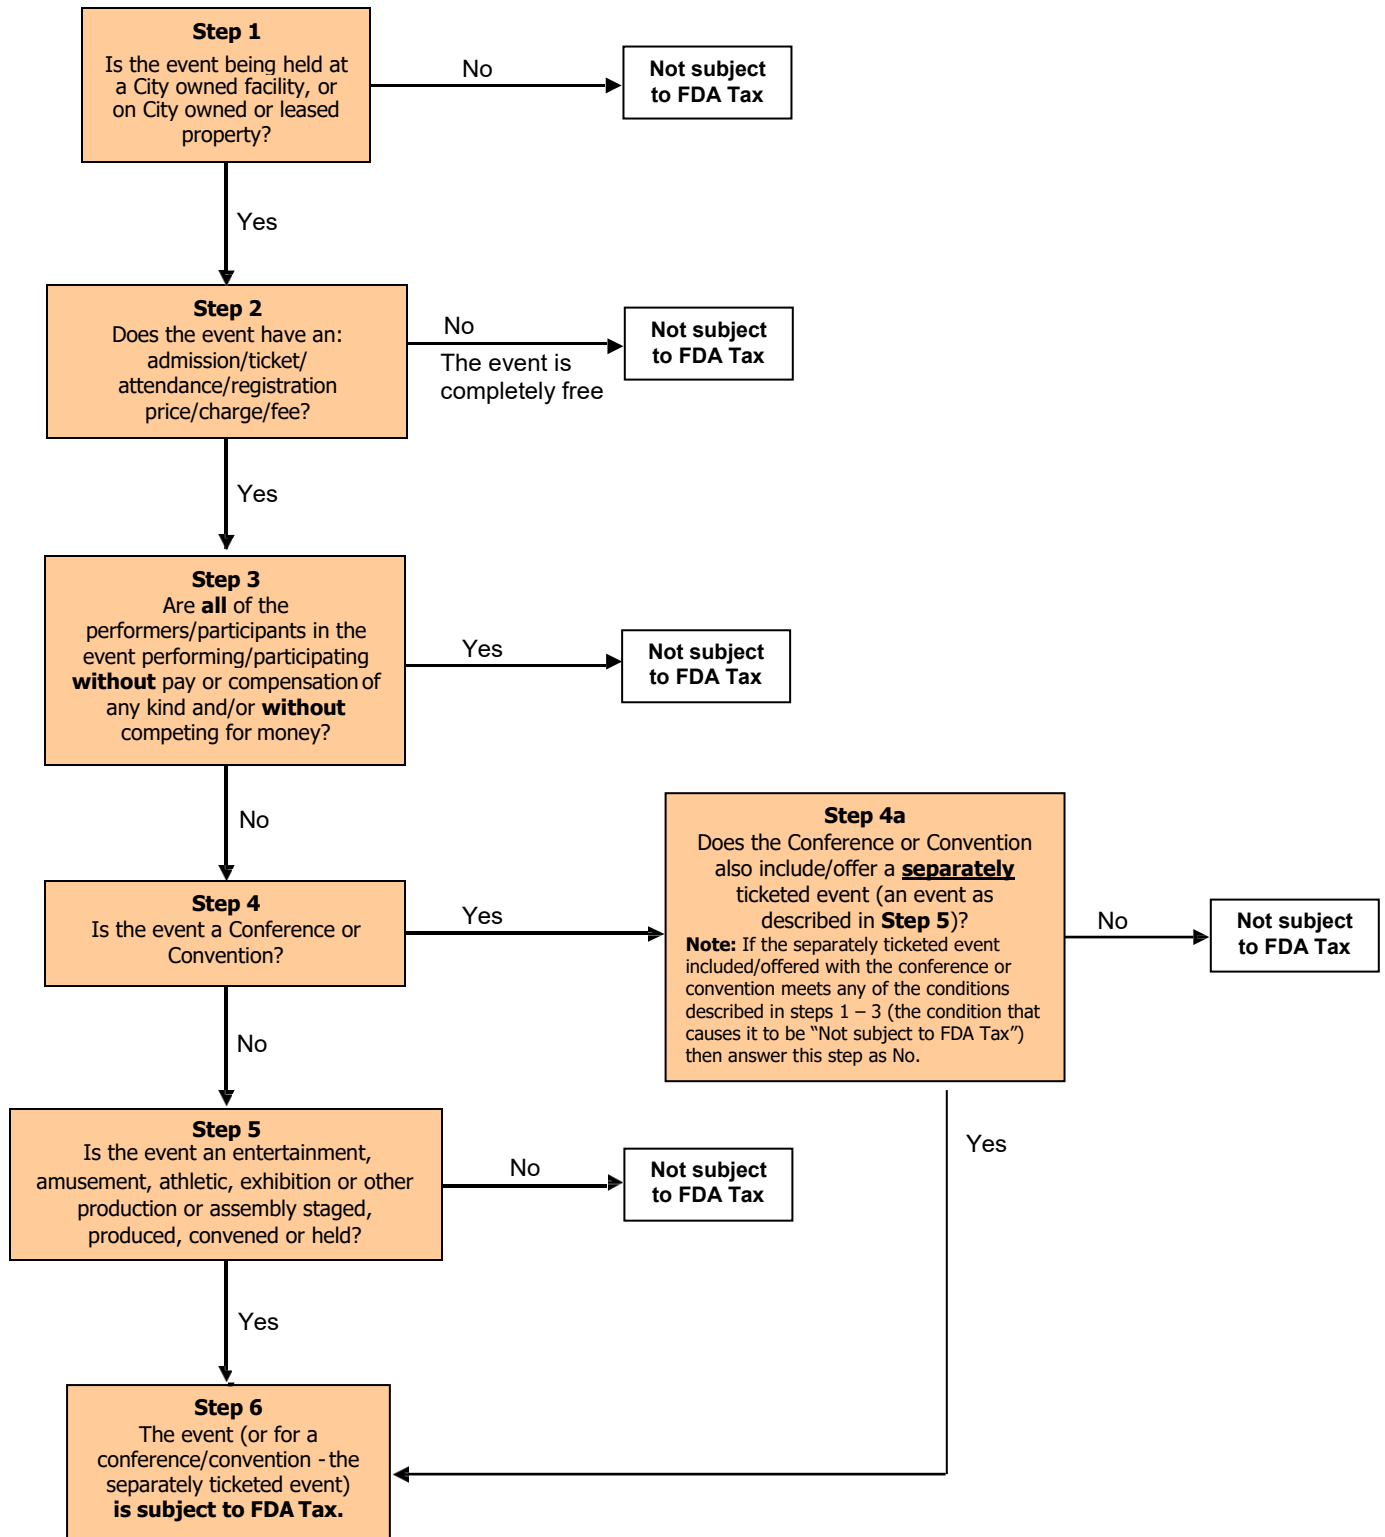 Step 1
Is the event being held at
a City owned facility, or
on City owned or leased
property?
No
Not subject
to FDA Tax
Yes
Step 2
Does the event have an:
admission/ticket/
attendance/registration
price/charge/fee?
No
The event is
completely free
Not subject
to FDA Tax
Yes
Step 3
Are all of the
performers/participants in the
event performing/participating
without pay or compensation of
any kind and/or without
competing for money?
Yes
Not subject
to FDA Tax
No
Step 4
Is the event a Conference or
Convention?
Yes
Step 4a
Does the Conference or Convention
also include/offer a separately
ticketed event (an event as
described in Step 5)?
Note: If the separately ticketed event
included/offered with the conference or
convention meets any of the conditions
described in steps 1 – 3 (the condition that
causes it to be “Not subject to FDA Tax”)
then answer this step as No.
No
Not subject
to FDA Tax
No
Yes
Step 5
Is the event an entertainment,
amusement, athletic, exhibition or other
production or assembly staged,
produced, convened or held?
No
Not subject
to FDA Tax
Yes
Step 6
The event (or for a
conference/convention - the
separately ticketed event)
is subject to FDA Tax.